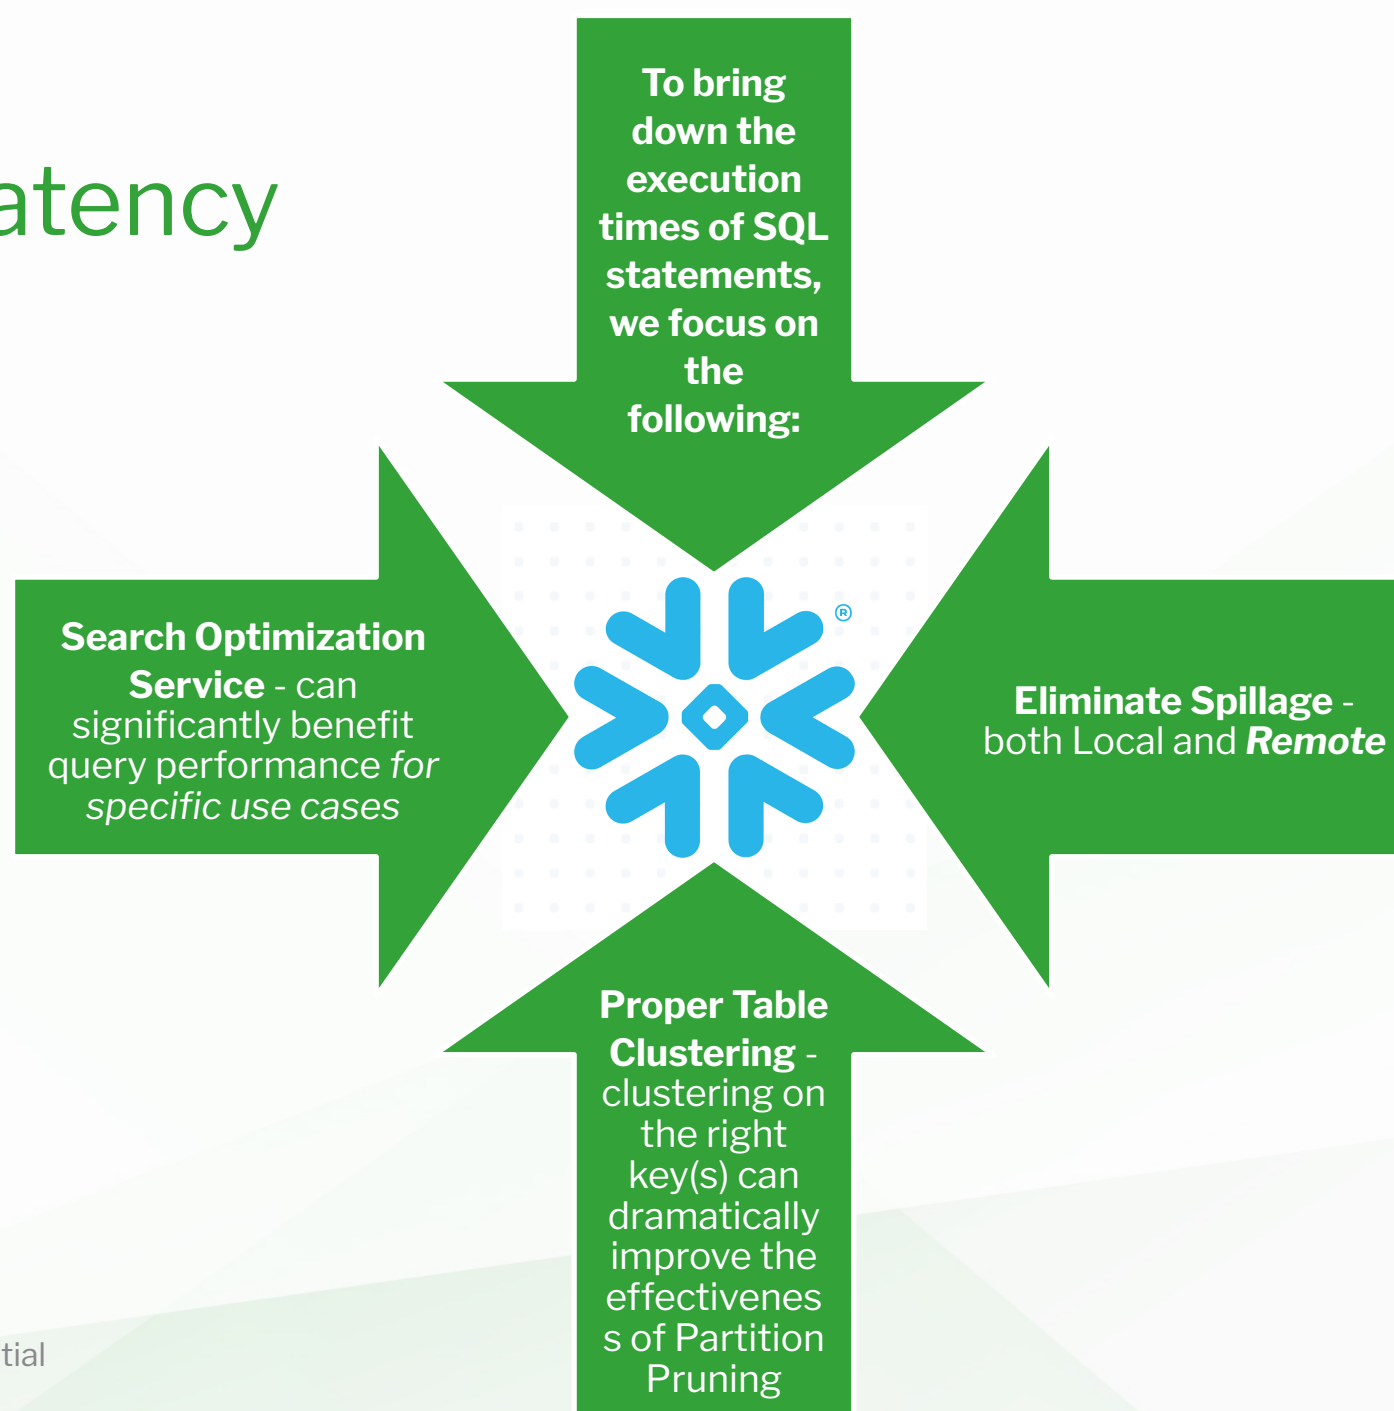 To bring
down the
execution
times of SQL
statements,
we focus on
the
following:
atency
Search Optimization
Service - can
significantly benefit
query performance for
specific use cases
®
Eliminate Spillage -
both Local and Remote
Proper Table
Clustering -
clustering on
the right
key(s) can
dramatically
improve the
effectivenes
s of Partition
Pruning
tial